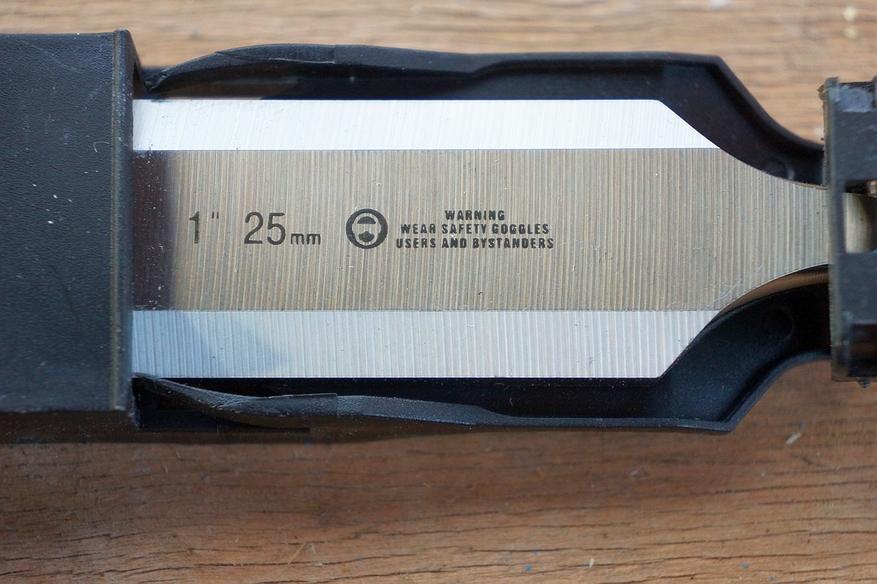 1" 25mm
WARNING
WEAR SAFETY GOGGLES
USERS AND BYSTANDERS